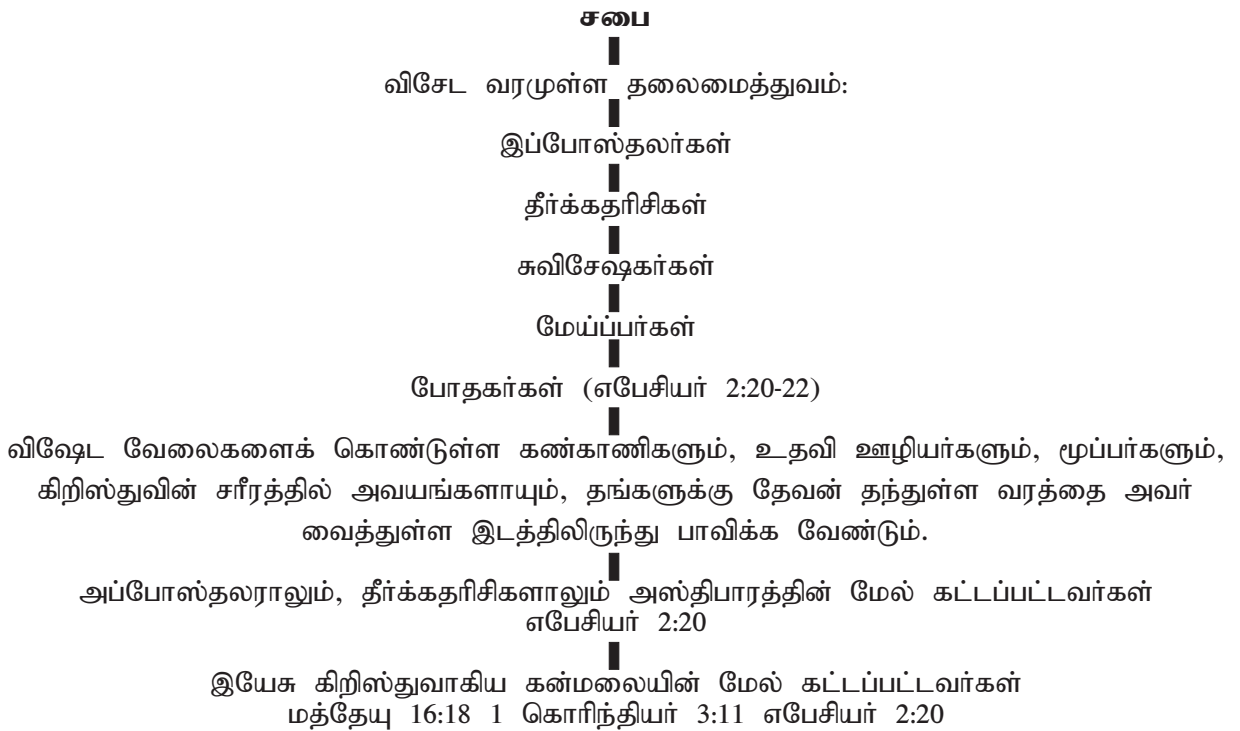 சபை
விசேட வரமுள்ள தலைமைத்துவம்:
இப்போஸ்தலர்கள்
தீர்க்கதரிசிகள்
சுவிசேஷகர்கள்
மேய்ப்பர்கள்
போதகர்கள் (எபேசியர் 2:20-22)
விஷேட வேலைகளைக் கொண்டுள்ள கண்காணிகளும், உதவி ஊழியர்களும், மூப்பர்களும்,
கிறிஸ்துவின் சரீரத்தில் அவயங்களாயும், தங்களுக்கு தேவன் தந்துள்ள வரத்தை அவர்
வைத்துள்ள இடத்திலிருந்து பாவிக்க வேண்டும்.
அப்போஸ்தலராலும், தீர்க்கதரிசிகளாலும் அஸ்திபாரத்தின் மேல் கட்டப்பட்டவர்கள்
எபேசியர் 2:20
இயேசு கிறிஸ்துவாகிய கன்மலையின் மேல் கட்டப்பட்டவர்கள்
மத்தேயு 16:18 1 கொரிந்தியர் 3:11 எபேசியர் 2:20